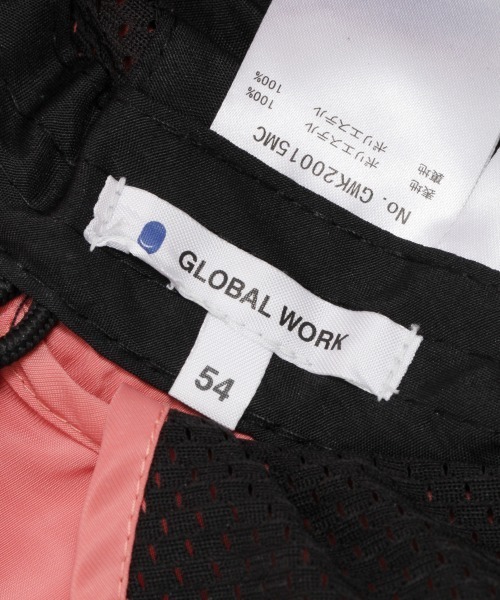 No. GWK20015MC
表地
ポリエステル 100%
裏地
ポリエステル 100%
GLOBAL WORK
54